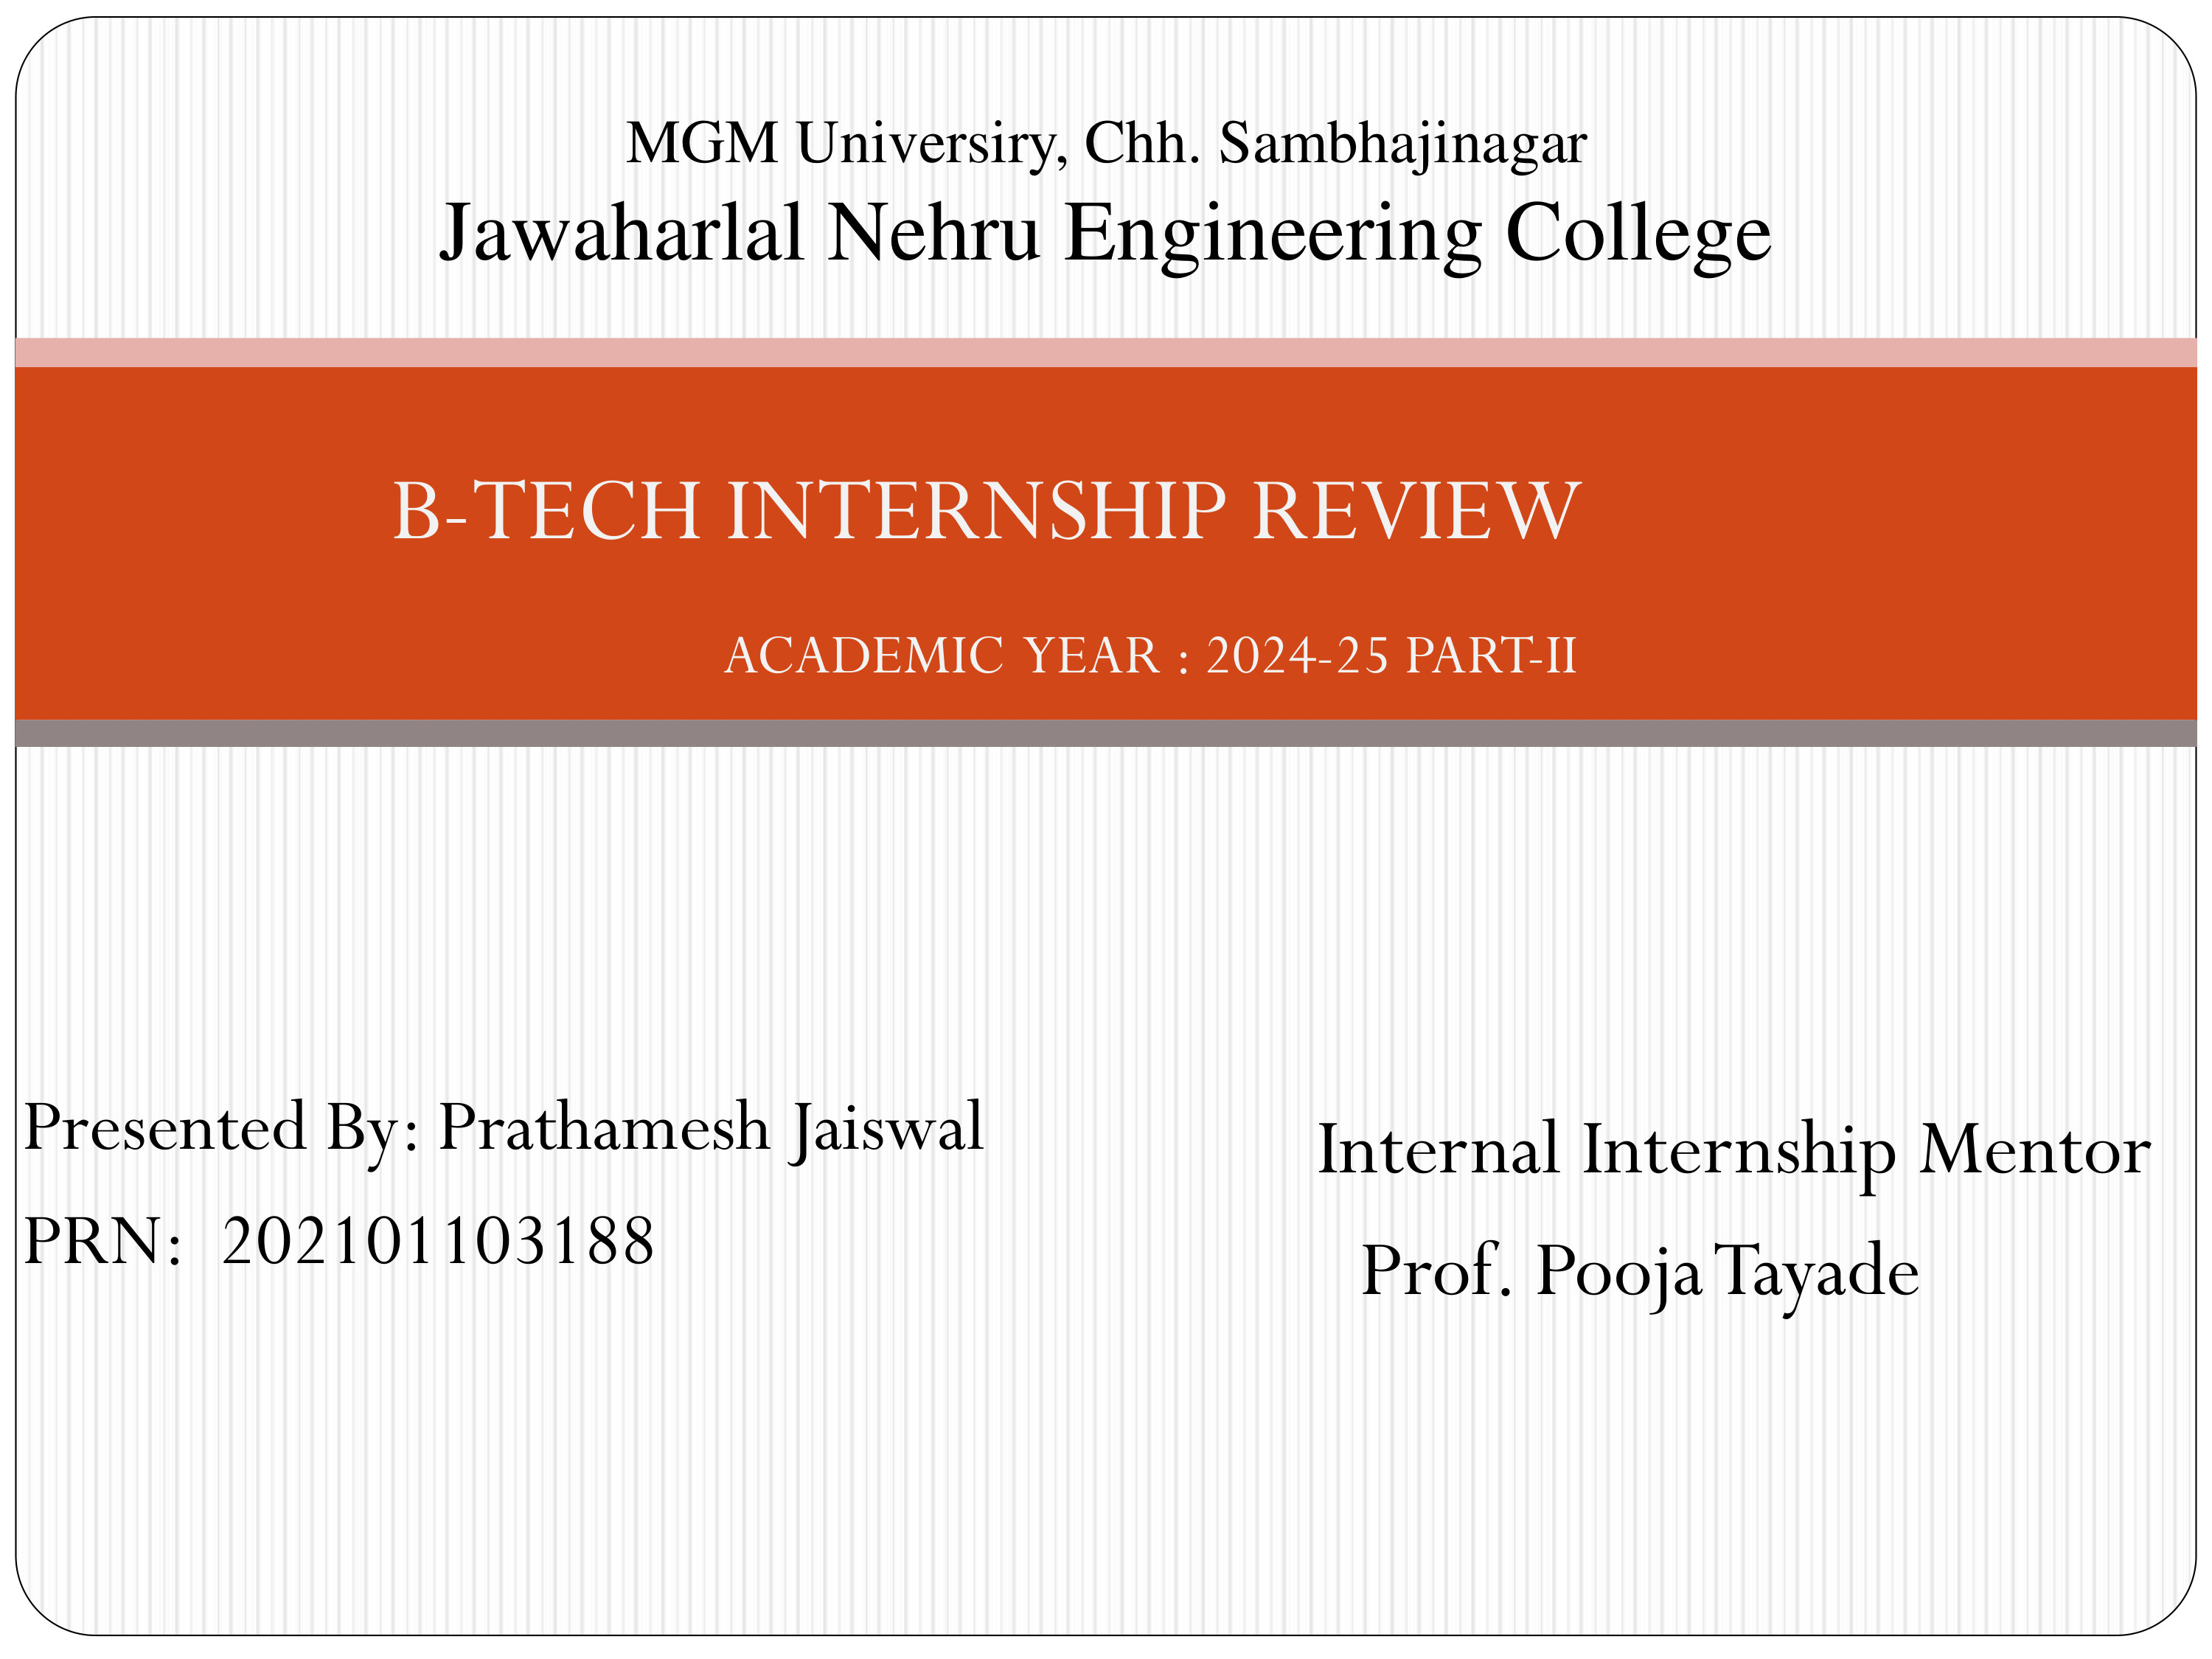 MGM Universiry, Chh. Sambhajinagar
Jawaharlal Nehru Engineering College
B-TECH INTERNSHIP REVIEW
ACADEMIC YEAR : 2024-25 PART-II
Presented By: Prathamesh Jaiswal
PRN: 202101103188
Internal Internship Mentor
Prof. Pooja Tayade